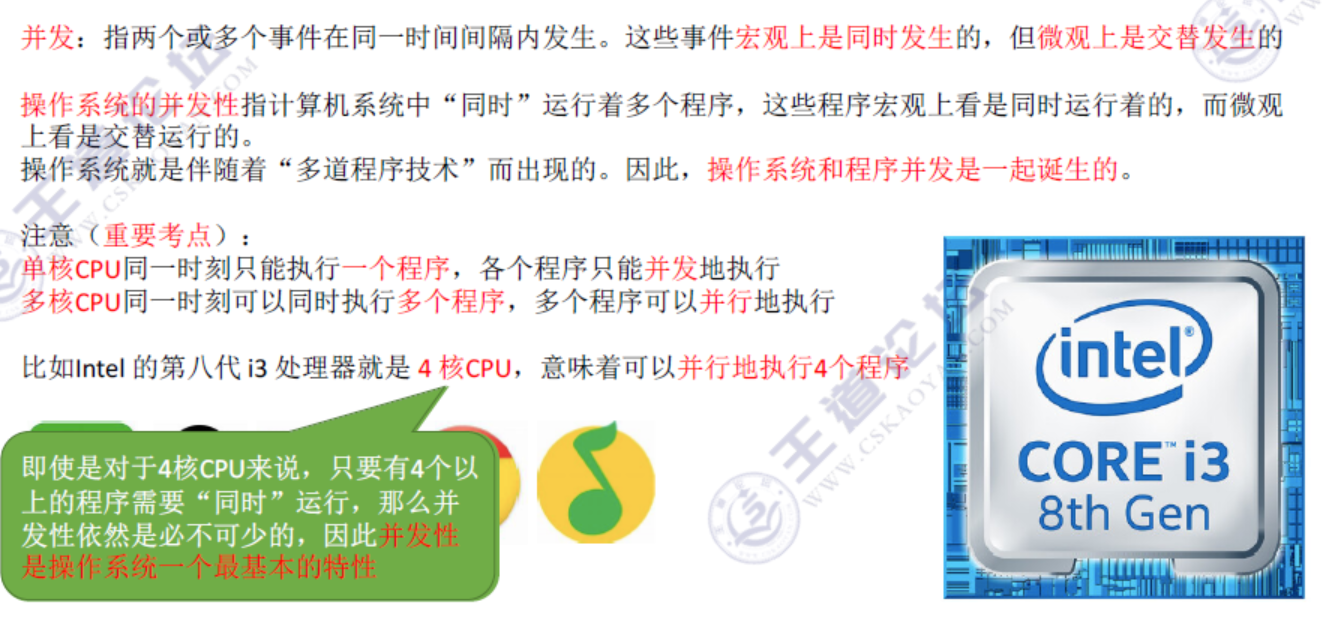 并发：指两个或多个事件在同一时间间隔内发生。这些事件宏观上是同时发生的，但微观上是交替发生的
操作系统的并发性指计算机系统中“同时”运行着多个程序，这些程序宏观上看是同时运行着的，而微观
上看是交替运行的。
操作系统就是伴随着“多道程序技术”而出现的。因此，操作系统和程序并发是一起诞生的。
注意（重要考点）：
单核CPU同一时刻只能执行一个程序，各个程序只能并发地执行
多核CPU同一时刻可以同时执行多个程序，多个程序可以并行地执行
比如Intel 的第八代 i3 处理器就是 4 核CPU，意味着可以并行地执行4个程序
即使是对于4核CPU来说，只要有4个以
上的程序需要“同时”运行，那么并
发性依然是必不可少的，因此并发性
是操作系统一个最基本的特性
intel®
CORE™ i3
8th Gen
王道论坛
WWW.CSKAOYAN.COM